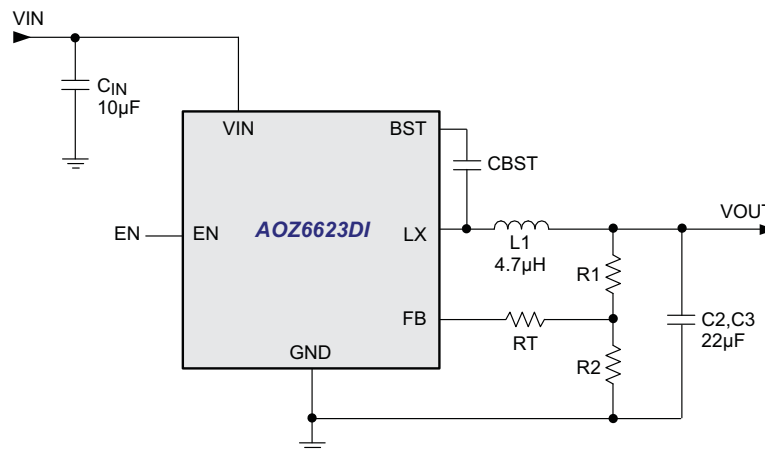 VIN
CIN
10µF
VIN
BST
CBST
EN
EN
AOZ6623DI
LX
L1
4.7µH
VOUT
R1
FB
RT
C2,C3
22µF
R2
GND